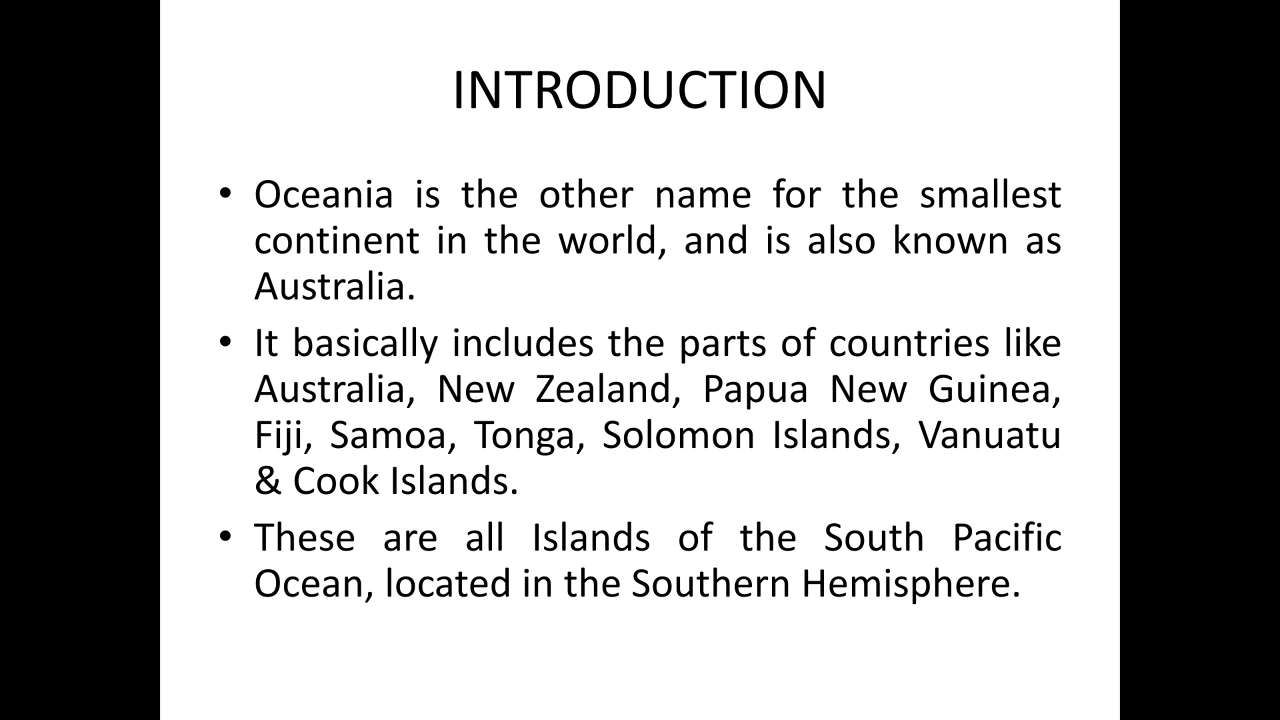 INTRODUCTION
• Oceania is the other name for the smallest
continent in the world, and is also known as
Australia.
• It basically includes the parts of countries like
Australia, New Zealand, Papua New Guinea,
Fiji, Samoa, Tonga, Solomon Islands, Vanuatu
& Cook Islands.
• These are all Islands of the South Pacific
Ocean, located in the Southern Hemisphere.